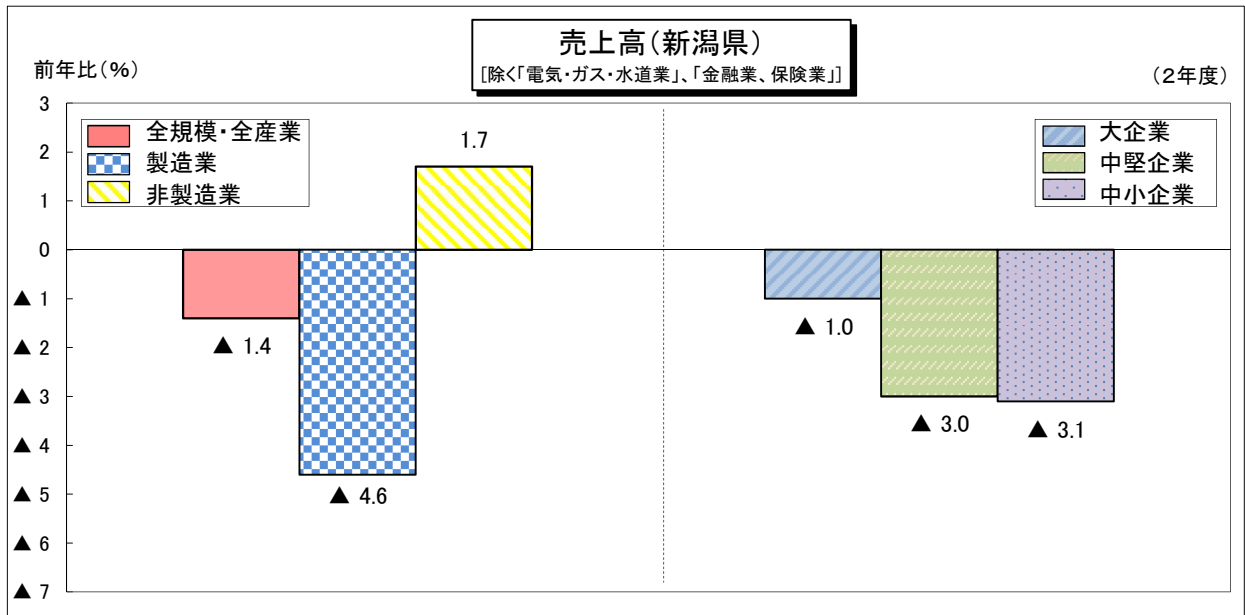 売上高(新潟県)
[除く「電気・ガス・水道業」、「金融業、保険業」]
前年比(%)
(2年度)
3
2
1
0
▲ 1
▲ 2
▲ 3
▲ 4
▲ 5
▲ 6
▲ 7
全規模・全産業
製造業
非製造業
1.7
▲ 1.4
▲ 4.6
大企業
中堅企業
中小企業
▲ 1.0
▲ 3.0
▲ 3.1